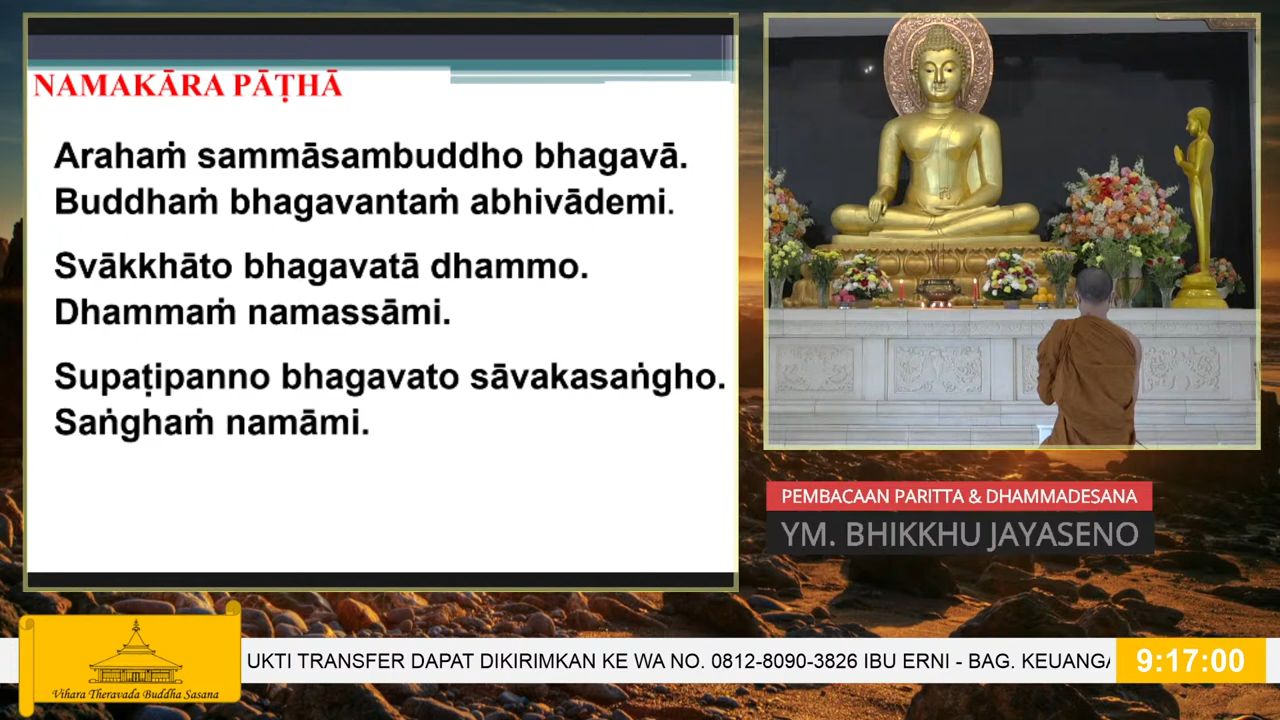 NAMAKĀRA PĀṬHĀ
Arahaṁ sammāsambuddho bhagavā.
Buddhaṁ bhagavantaṁ abhivādemi.
Svākkhāto bhagavatā dhammo.
Dhammaṁ namassāmi.
Supaṭipanno bhagavato sāvakasaṅgho.
Saṅghaṁ namāmi.
PEMBACAAN PARITTA & DHAMMADESANA
YM. BHIKKHU JAYASENO
Vihara Theravada Buddha Sasana
UKTI TRANSFER DAPAT DIKIRIMKAN KE WA NO. 0812-8090-3826 IBU ERNI - BAG. KEUANGA
9:17:00